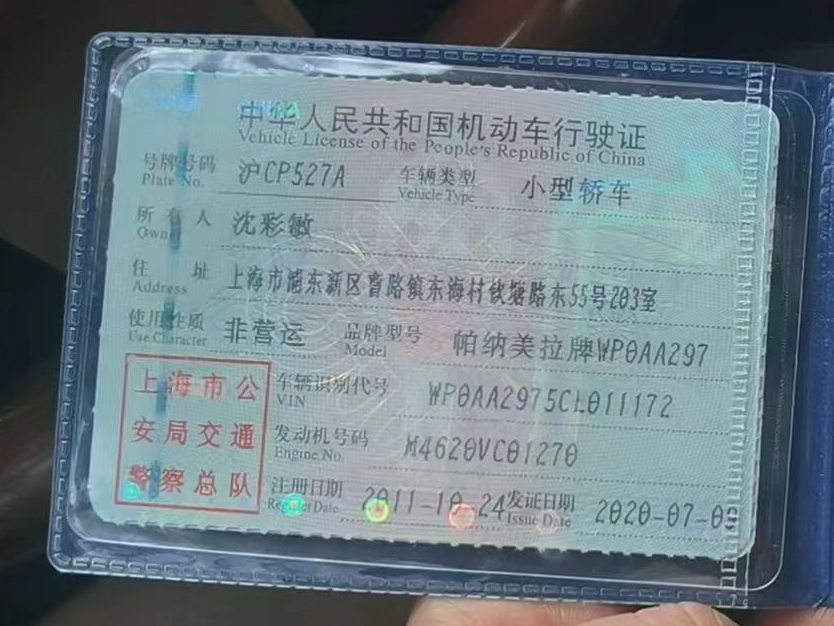 中华人民共和国机动车行驶证
Vehicle License of the People's Republic of China
号牌号码 沪CP527A 车辆类型 小型轿车
Plate No. Vehicle Type
所有人 沈彩敏
Owner
住址 上海市浦东新区曹路镇东海村钦塘路东55号203室
Address
使用性质 非营运 品牌型号 帕纳美拉牌WP0AA297
Use Character Model
上海市公安局交通警察总队
车辆识别代号 WP0AA2975CL011172
VIN
发动机号码 M4620VC01270
Engine No.
注册日期 2011-10-24 发证日期 2020-07-09
Register Date Issue Date